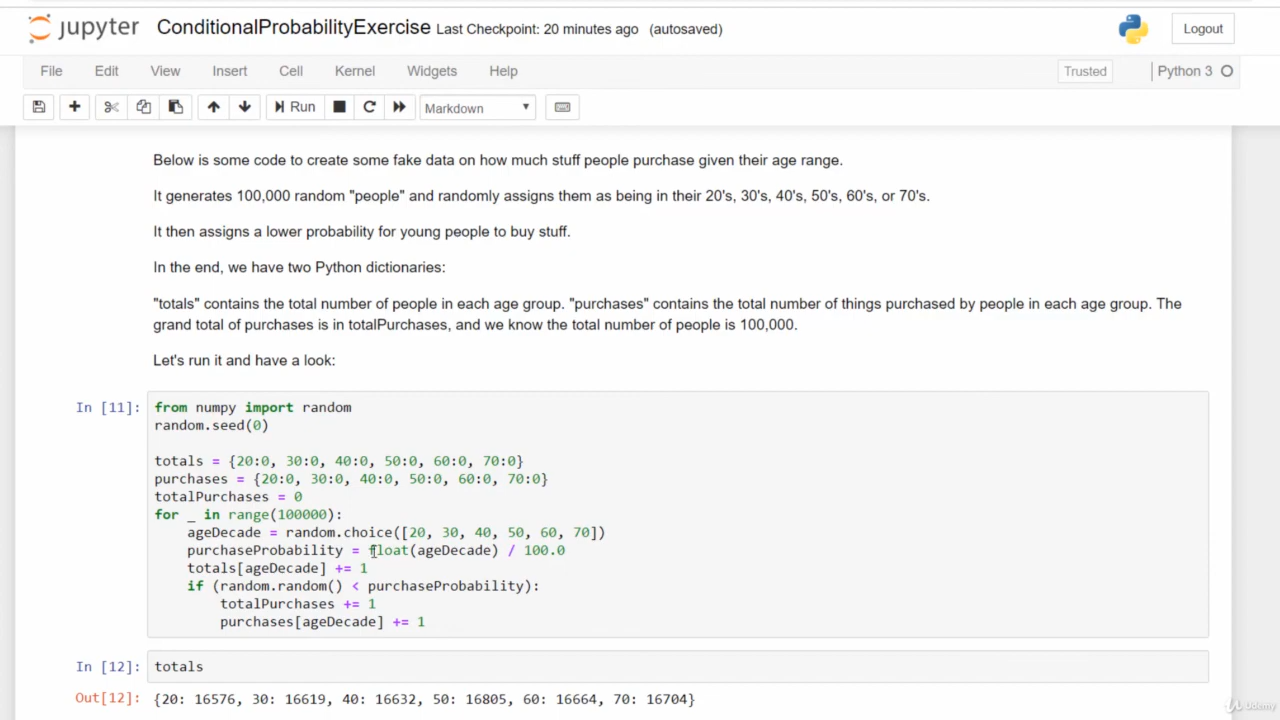 jupyter ConditionalProbabilityExercise Last Checkpoint: 20 minutes ago (autosaved) Logout
File Edit View Insert Cell Kernel Widgets Help Trusted Python 3
Run Markdown
Below is some code to create some fake data on how much stuff people purchase given their age range.
It generates 100,000 random "people" and randomly assigns them as being in their 20's, 30's, 40's, 50's, 60's, or 70's.
It then assigns a lower probability for young people to buy stuff.
In the end, we have two Python dictionaries:
"totals" contains the total number of people in each age group. "purchases" contains the total number of things purchased by people in each age group. The
grand total of purchases is in totalPurchases, and we know the total number of people is 100,000.
Let's run it and have a look:
In [11]: from numpy import random
random.seed(0)
totals = {20:0, 30:0, 40:0, 50:0, 60:0, 70:0}
purchases = {20:0, 30:0, 40:0, 50:0, 60:0, 70:0}
totalPurchases = 0
for _ in range(100000):
    ageDecade = random.choice([20, 30, 40, 50, 60, 70])
    purchaseProbability = float(ageDecade) / 100.0
    totals[ageDecade] += 1
    if (random.random() < purchaseProbability):
        totalPurchases += 1
        purchases[ageDecade] += 1
In [12]: totals
Out[12]: {20: 16576, 30: 16619, 40: 16632, 50: 16805, 60: 16664, 70: 16704}
Udemy